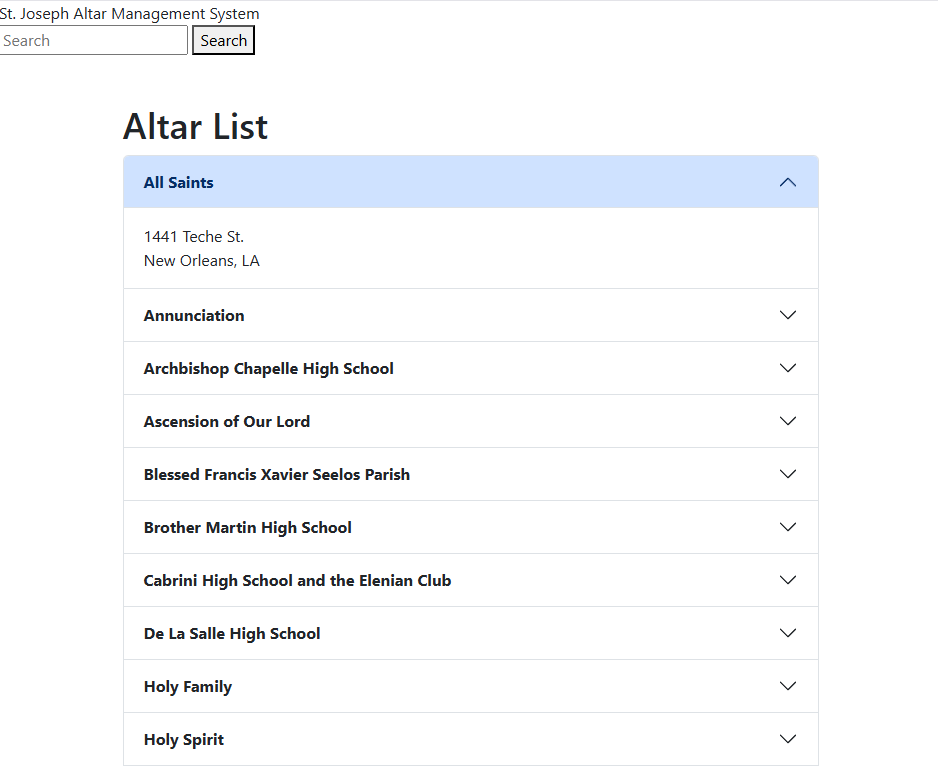 St. Joseph Altar Management System
Search Search
Altar List
All Saints
1441 Teche St.
New Orleans, LA
Annunciation
Archbishop Chapelle High School
Ascension of Our Lord
Blessed Francis Xavier Seelos Parish
Brother Martin High School
Cabrini High School and the Elenian Club
De La Salle High School
Holy Family
Holy Spirit